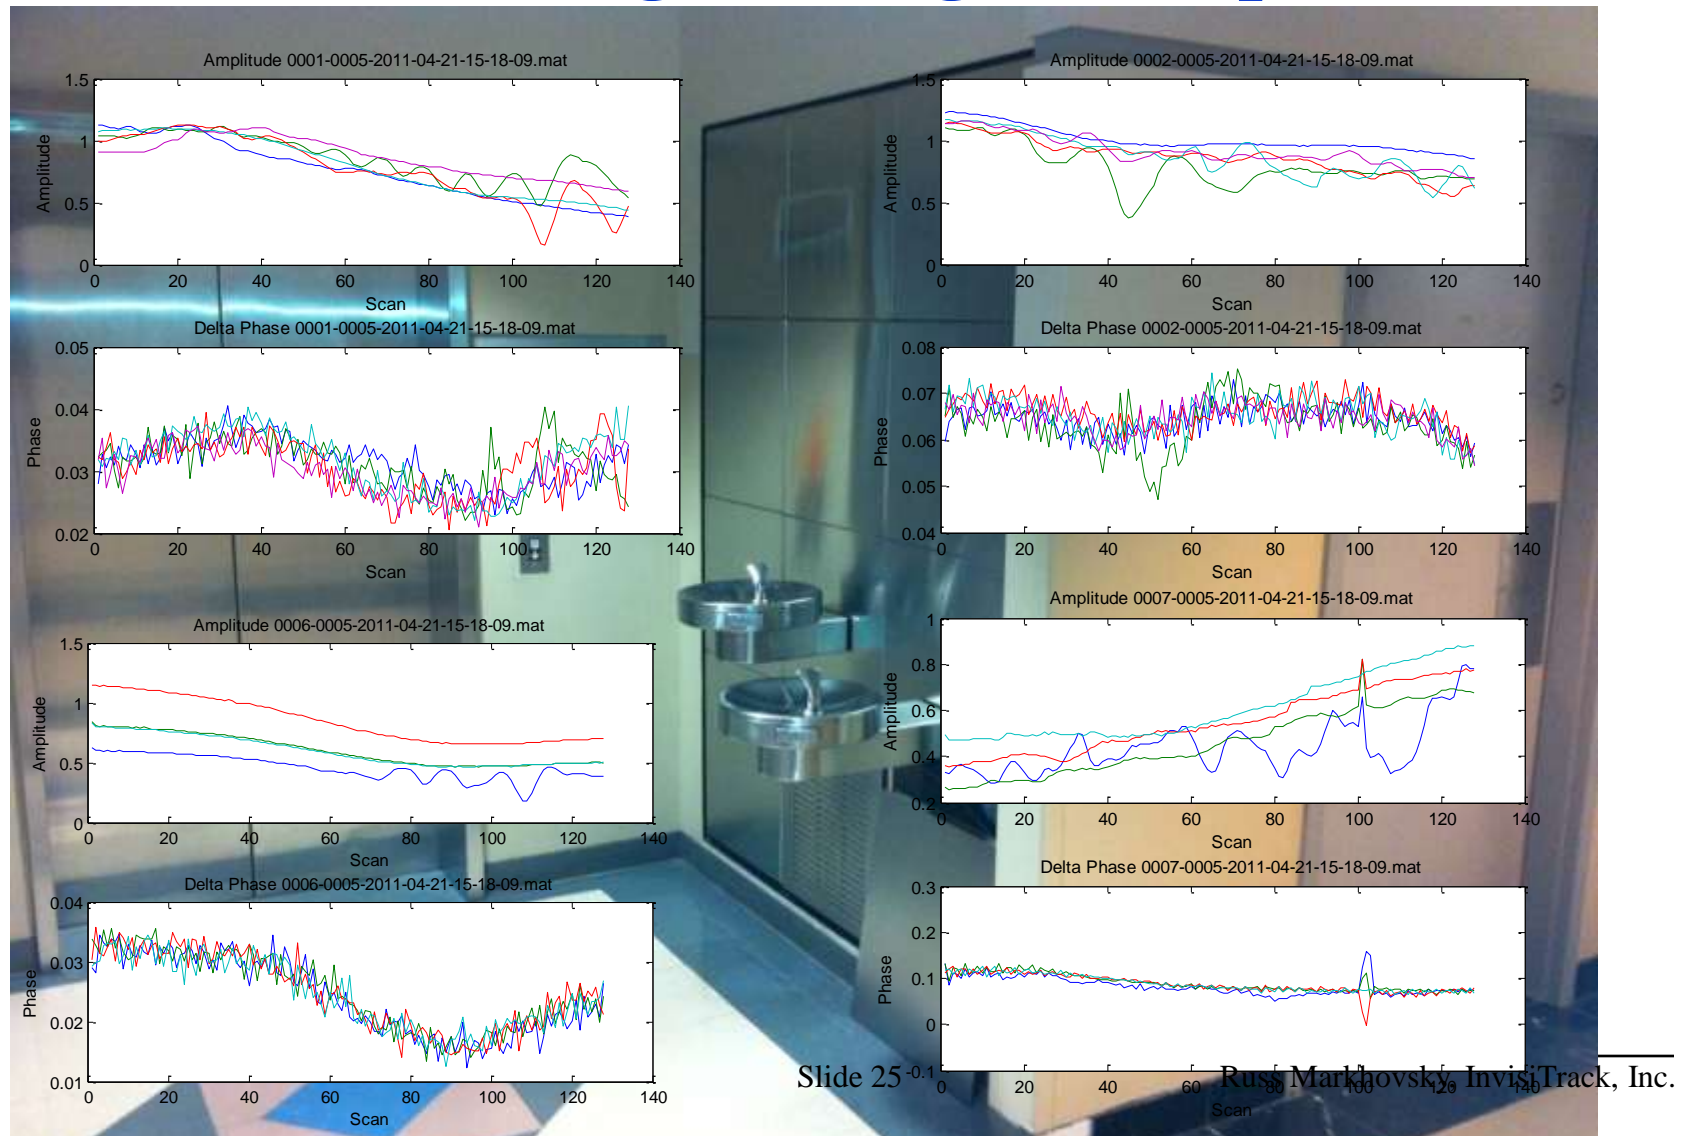 Amplitude 0001-0005-2011-04-21-15-18-09.mat
1.5
1
0.5
0
Amplitude
0 20 40 60 80 100 120 140
Scan
Amplitude 0002-0005-2011-04-21-15-18-09.mat
1.5
1
0.5
0
Amplitude
0 20 40 60 80 100 120 140
Scan
Delta Phase 0001-0005-2011-04-21-15-18-09.mat
0.05
0.04
0.03
0.02
Phase
0 20 40 60 80 100 120 140
Scan
Delta Phase 0002-0005-2011-04-21-15-18-09.mat
0.08
0.07
0.06
0.05
0.04
Phase
0 20 40 60 80 100 120 140
Scan
Amplitude 0006-0005-2011-04-21-15-18-09.mat
1.5
1
0.5
0
Amplitude
0 20 40 60 80 100 120 140
Scan
Amplitude 0007-0005-2011-04-21-15-18-09.mat
1
0.8
0.6
0.4
0.2
Amplitude
0 20 40 60 80 100 120 140
Scan
Delta Phase 0006-0005-2011-04-21-15-18-09.mat
0.04
0.03
0.02
0.01
Phase
0 20 40 60 80 100 120 140
Scan
Delta Phase 0007-0005-2011-04-21-15-18-09.mat
0.3
0.2
0.1
0
-0.1
Phase
0 20 40 60 80 100 120 140
Scan
Slide 25
Russ Markhovsky, InvisiTrack, Inc.